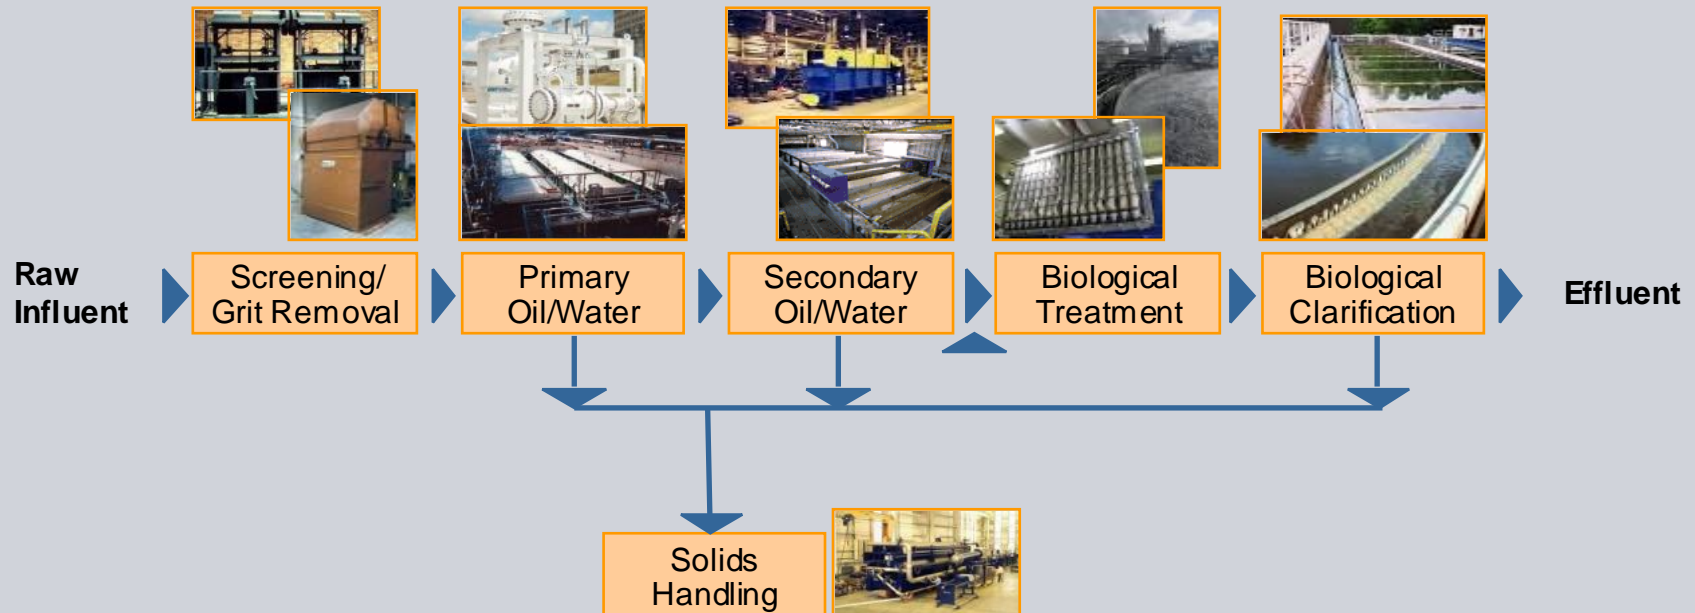 Raw
Influent
Screening/
Grit Removal
Primary
Oil/Water
Secondary
Oil/Water
Biological
Treatment
Biological
Clarification
Effluent
Solids
Handling